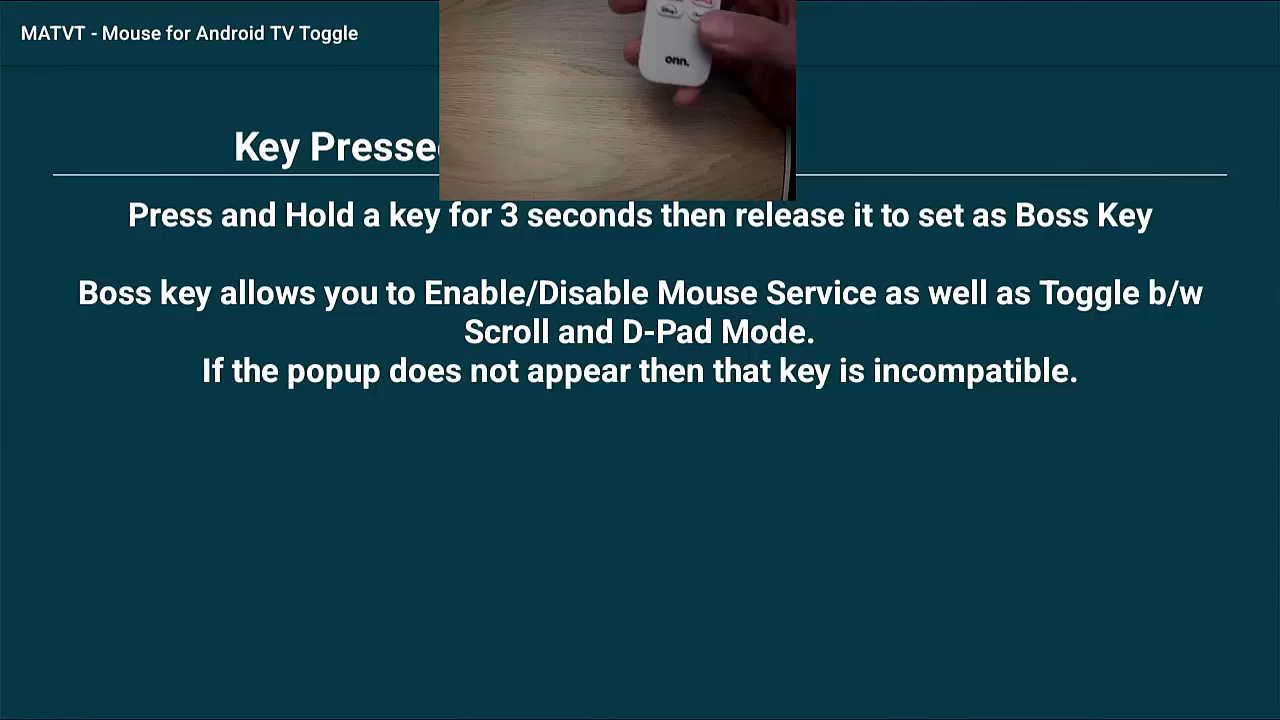 MATVT - Mouse for Android TV Toggle
onn.
Key Presse
Press and Hold a key for 3 seconds then release it to set as Boss Key
Boss key allows you to Enable/Disable Mouse Service as well as Toggle b/w
Scroll and D-Pad Mode.
If the popup does not appear then that key is incompatible.